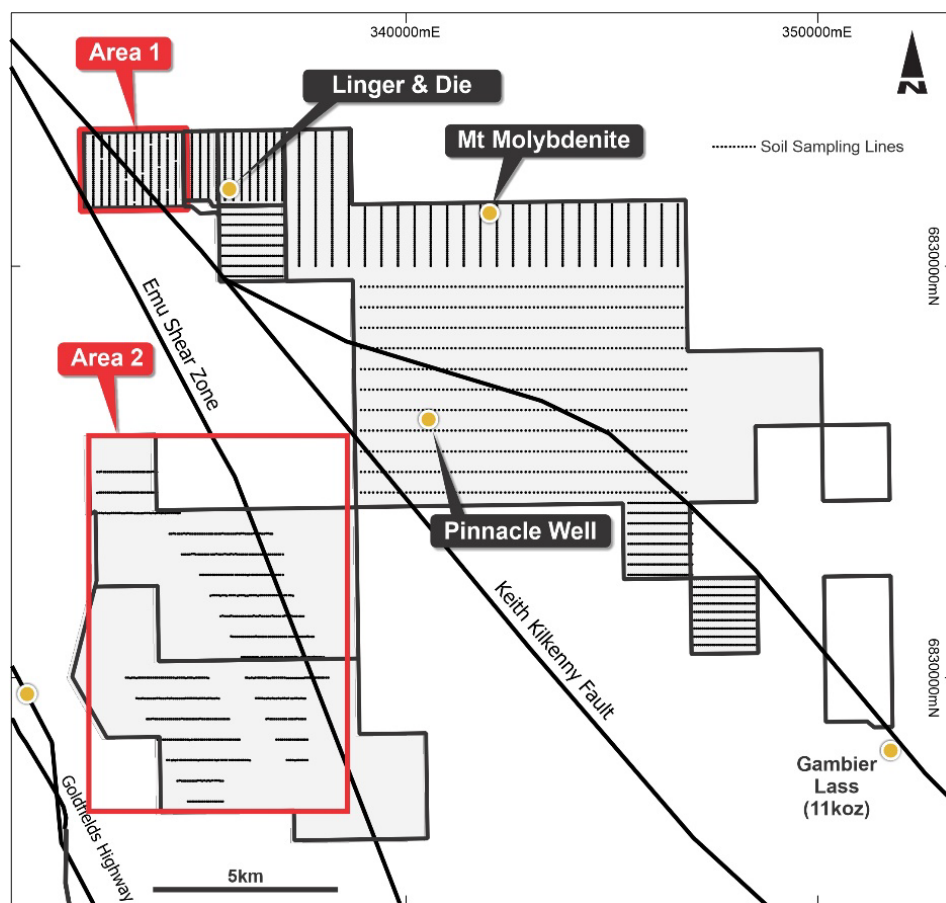 340000mE
350000mE
Area 1
Linger & Die
N
Mt Molybdenite
Soil Sampling Lines
6830000mN
Emu Shear Zone
Area 2
Pinnacle Well
Keith Kilkenny Fault
6830000mN
Gambier
Lass
(11koz)
Goldfields Highway
5km